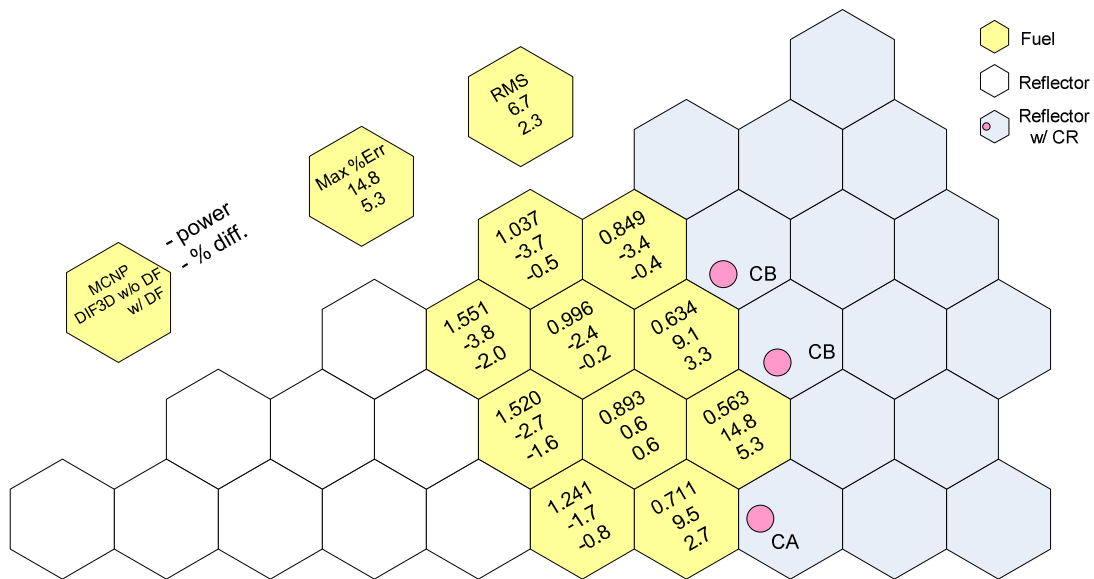 Fuel
Reflector
Reflector
w/ CR
RMS
6.7
2.3
Max %Err
14.8
5.3
- power
- % diff.
MCNP
DIF3D w/o DF
w/ DF
1.037
-3.7
-0.5
0.849
-3.4
-0.4
CB
1.551
-3.8
-2.0
0.996
-2.4
-0.2
0.634
9.1
3.3
CB
1.520
-2.7
-1.6
0.893
0.6
0.6
0.563
14.8
5.3
1.241
-1.7
-0.8
0.711
9.5
2.7
CA